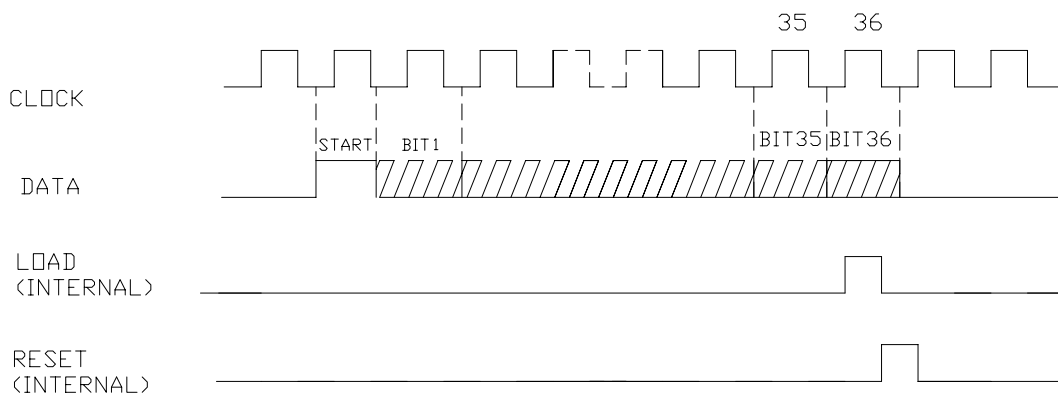 35 36
CLOCK
START BIT1 BIT35 BIT36
DATA
LOAD
(INTERNAL)
RESET
(INTERNAL)